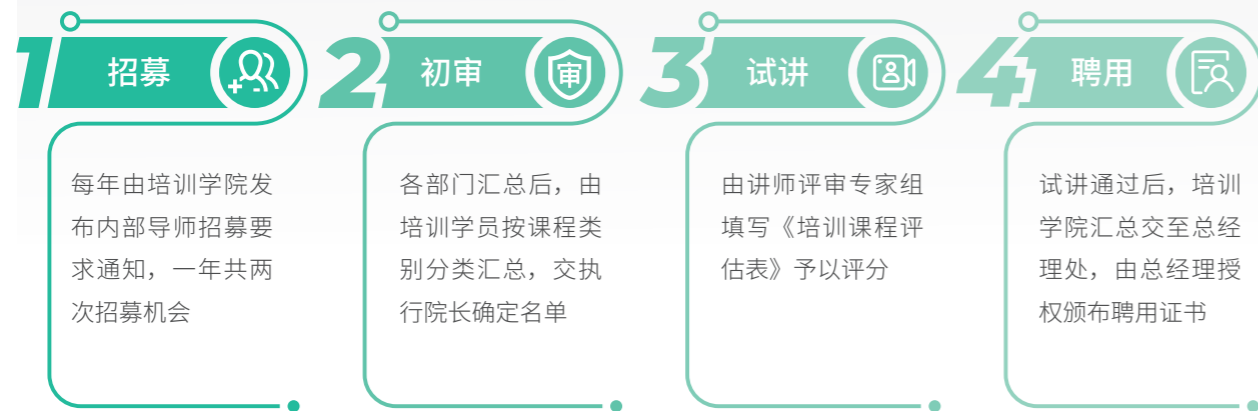 1 招募
每年由培训学院发
布内部导师招募要
求通知，一年共两
次招募机会
2 初审 审
各部门汇总后，由
培训学员按课程类
别分类汇总，交执
行院长确定名单
3 试讲
由讲师评审专家组
填写《培训课程评
估表》予以评分
4 聘用
试讲通过后，培训
学院汇总交至总经
理处，由总经理授
权颁布聘用证书